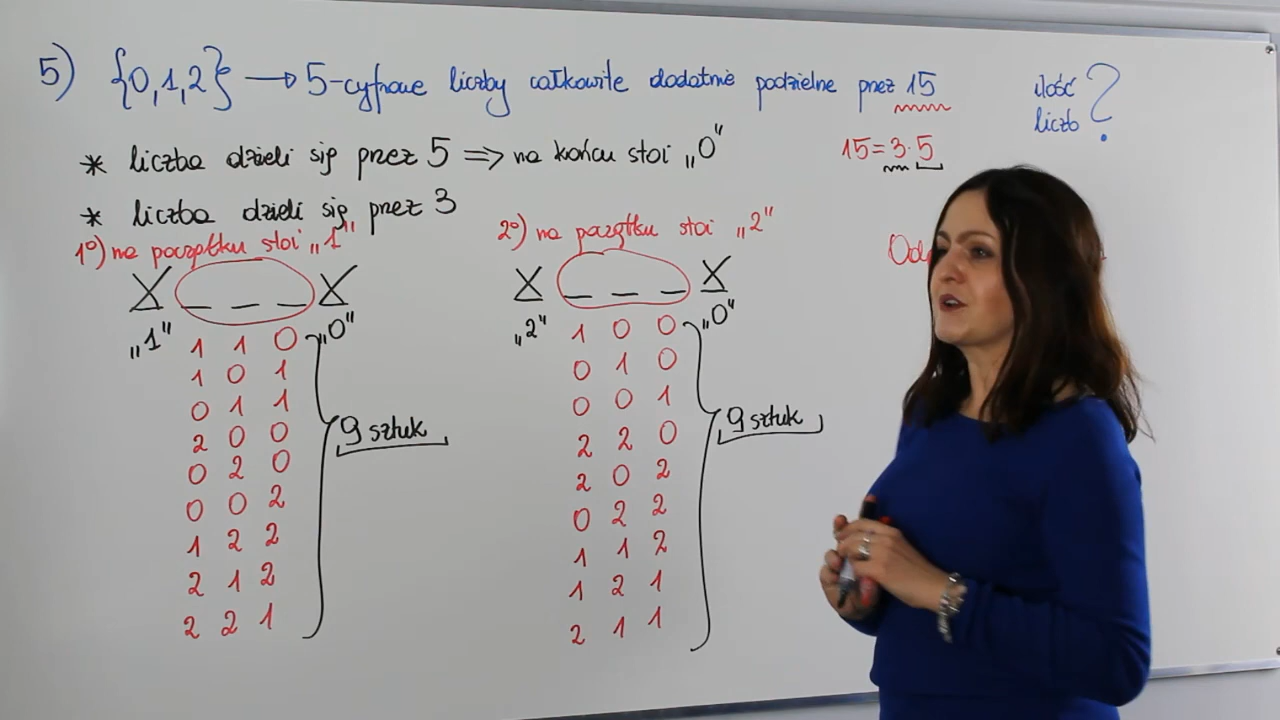 5) {0,1,2} → 5-cyfrowe liczby całkowite dodatnie podzielne przez 15
ilość
liczb ?
* liczba dzieli się przez 5 ⟹ na końcu stoi „0"
15=3·5
* liczba dzieli się przez 3
1°) na początku stoi „1"
X _ _ _ X
„1" „0"
1 1 0
1 0 1
0 1 1
2 0 0
0 2 0
0 0 2
1 2 2
2 1 2
2 2 1
9 sztuk
2°) na początku stoi „2"
X _ _ _ X
„2" „0"
1 0 0
0 1 0
0 0 1
2 2 0
2 0 2
0 2 2
1 1 2
1 2 1
2 1 1
9 sztuk